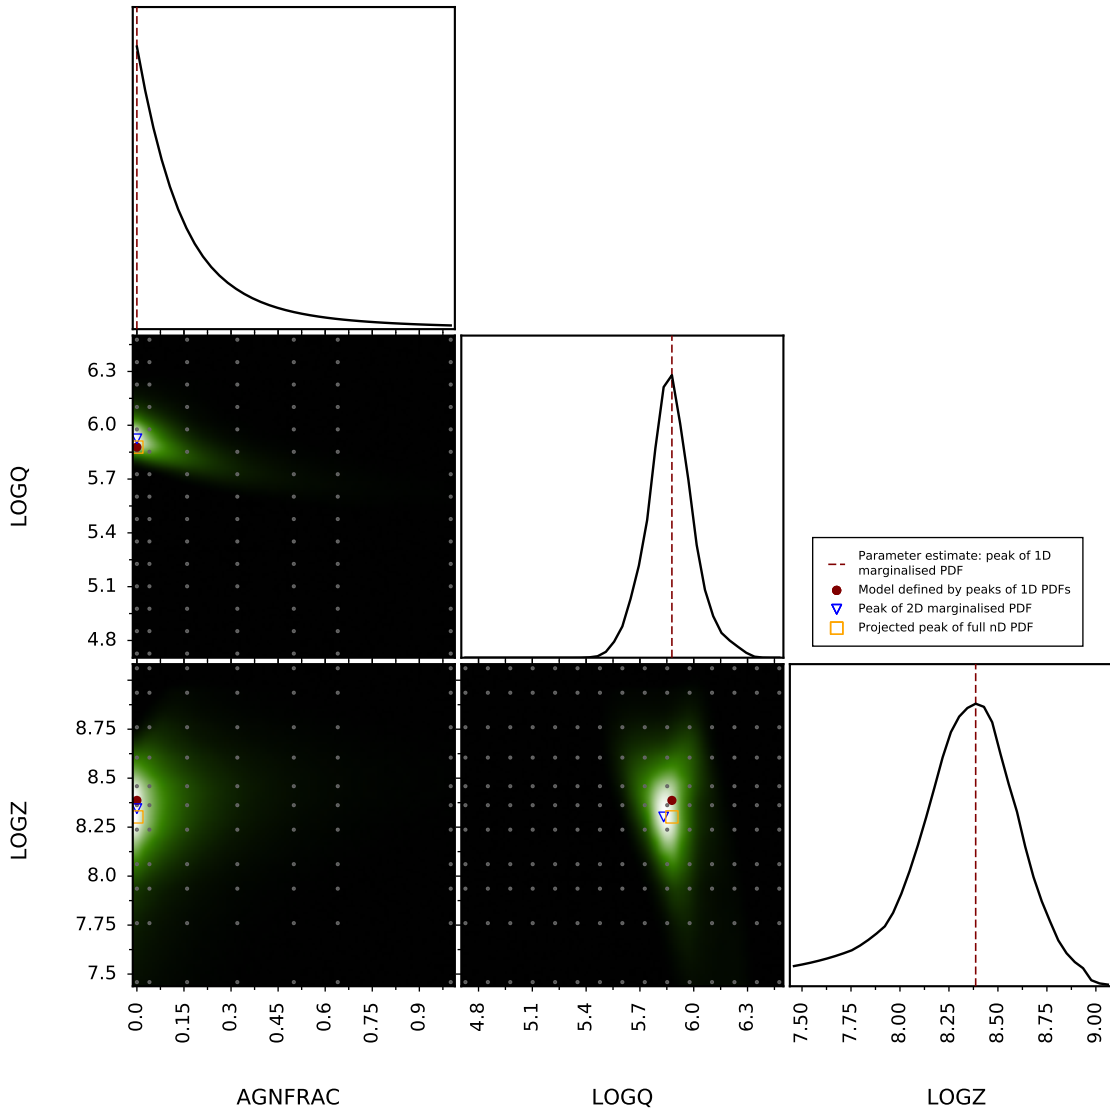 6.3
6.0
5.7
5.4
5.1
4.8
LOGQ
Parameter estimate: peak of 1D
marginalised PDF
Model defined by peaks of 1D PDFs
Peak of 2D marginalised PDF
Projected peak of full nD PDF
8.75
8.5
8.25
8.0
7.75
7.5
LOGZ
0.0 0.15 0.3 0.45 0.6 0.75 0.9
4.8 5.1 5.4 5.7 6.0 6.3
7.50 7.75 8.00 8.25 8.50 8.75 9.00
AGNFRAC LOGQ LOGZ